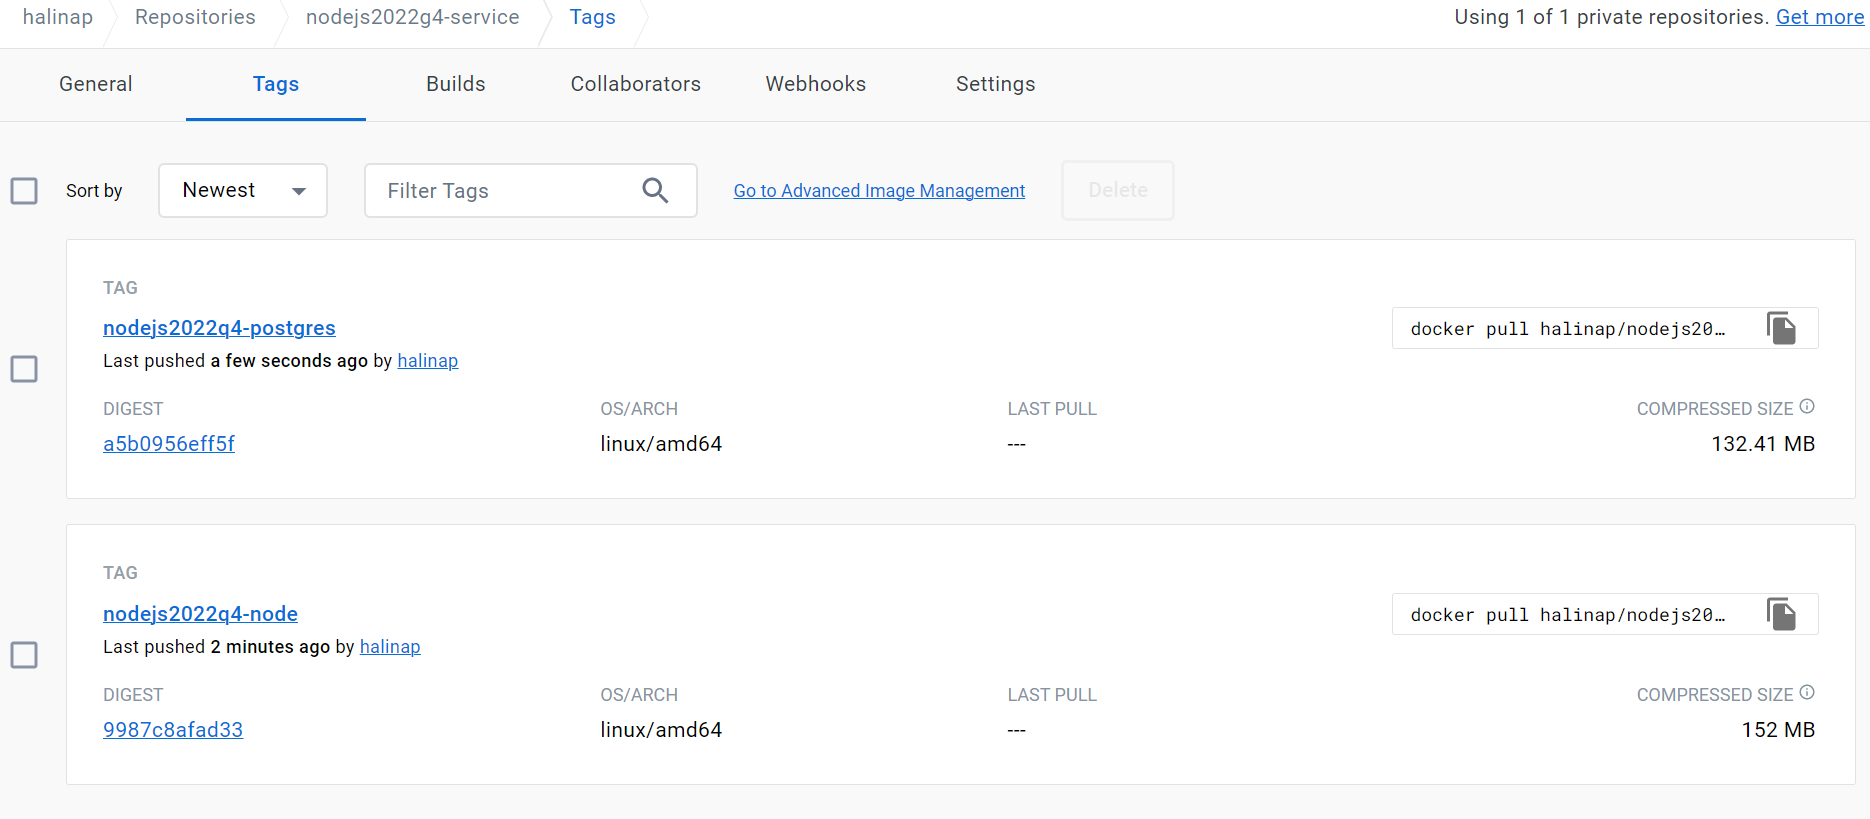 halinap Repositories nodejs2022g4-service Tags Using 1 of 1 private repositories. Get more
General Tags Builds Collaborators Webhooks Settings
Sort by Newest Filter Tags Go to Advanced Image Management Delete
TAG
nodejs2022q4-postgres
docker pull halinap/nodejs20…
Last pushed a few seconds ago by halinap
DIGEST OS/ARCH LAST PULL COMPRESSED SIZE
a5b0956eff5f linux/amd64 --- 132.41 MB
TAG
nodejs2022q4-node
docker pull halinap/nodejs20…
Last pushed 2 minutes ago by halinap
DIGEST OS/ARCH LAST PULL COMPRESSED SIZE
9987c8afad33 linux/amd64 --- 152 MB